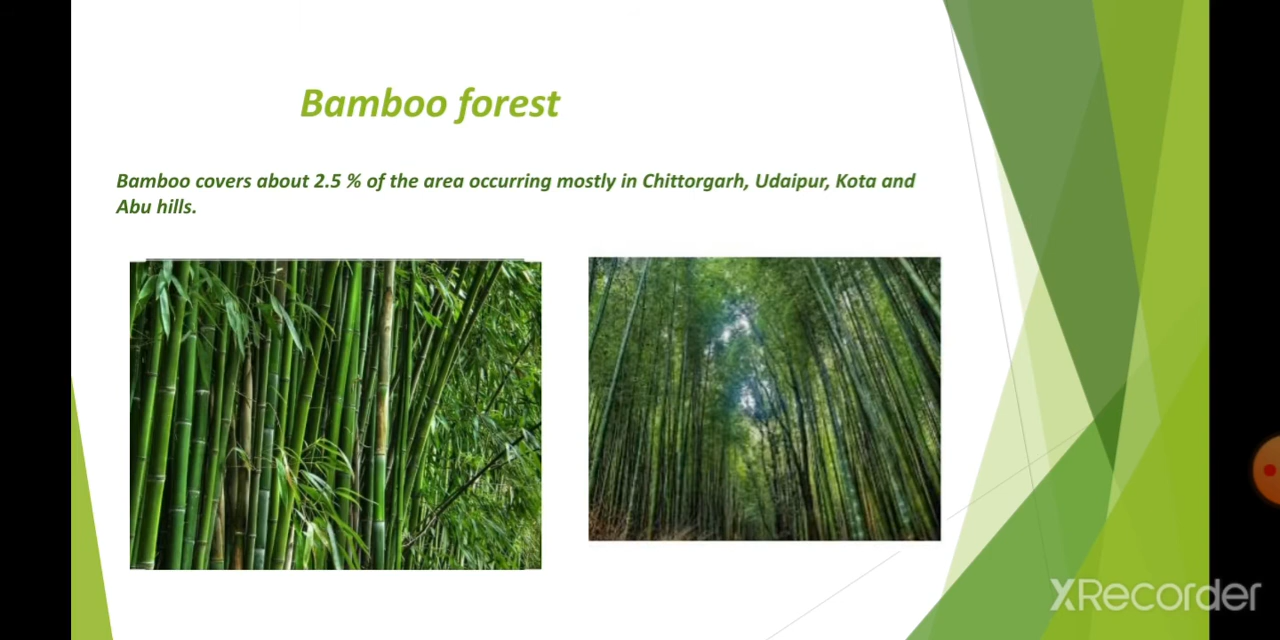 Bamboo forest
Bamboo covers about 2.5 % of the area occurring mostly in Chittorgarh, Udaipur, Kota and
Abu hills.
XRecorder